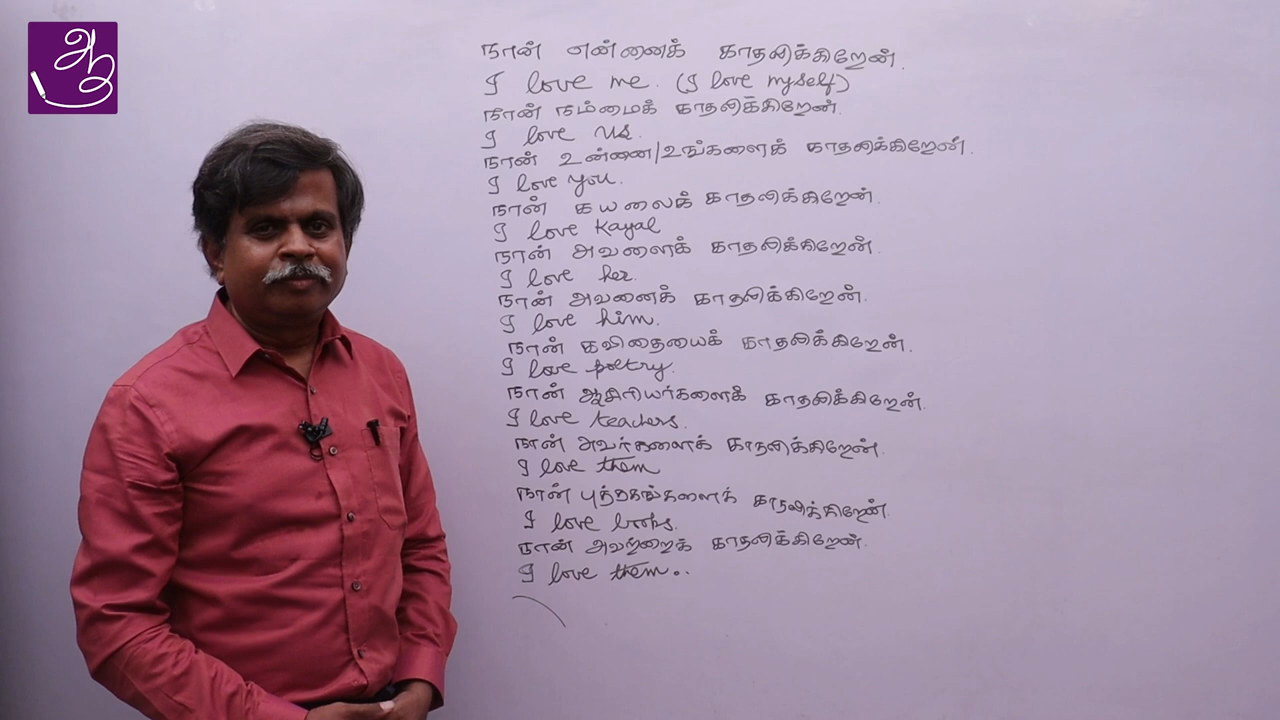 ஆ
நான் என்னைக் காதலிக்கிறேன்.
I love me. (I love myself)
நான் நம்மைக் காதலிக்கிறேன்.
I love us.
நான் உன்னை/உங்களைக் காதலிக்கிறேன்.
I love you.
நான் கயலைக் காதலிக்கிறேன்.
I love Kayal
நான் அவளைக் காதலிக்கிறேன்.
I love her.
நான் அவனைக் காதலிக்கிறேன்.
I love him.
நான் கவிதையைக் காதலிக்கிறேன்.
I love poetry.
நான் ஆசிரியர்களைக் காதலிக்கிறேன்.
I love teachers.
நான் அவர்களைக் காதலிக்கிறேன்.
I love them
நான் புத்தகங்களைக் காதலிக்கிறேன்.
I love books.
நான் அவற்றைக் காதலிக்கிறேன்.
I love them..